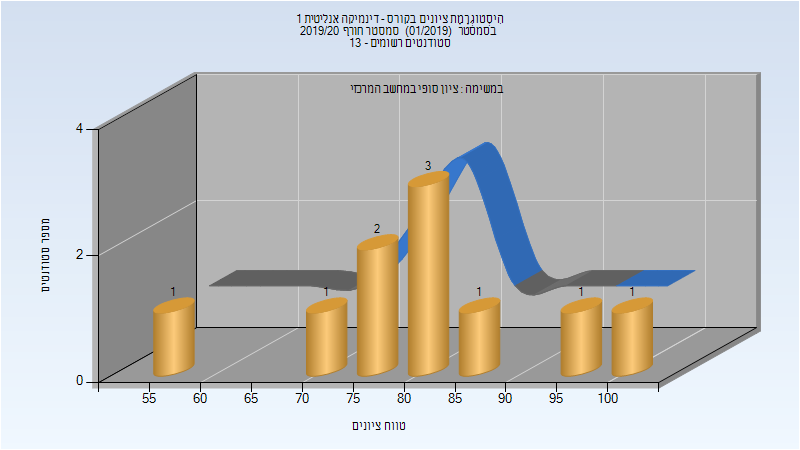 היסטוגרמת ציונים בקורס - דינמיקה אנליטית 1
בסמסטר (01/2019) סמסטר חורף 2019/20
סטודנטים רשומים - 13
במשימה : ציון סופי במחשב המרכזי
מספר סטודנטים
4
2
0
1
1
2
3
1
1
1
55 60 65 70 75 80 85 90 95 100
טווח ציונים